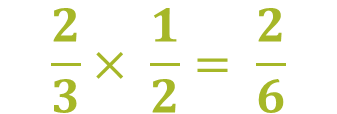 2/3 × 1/2 = 2/6